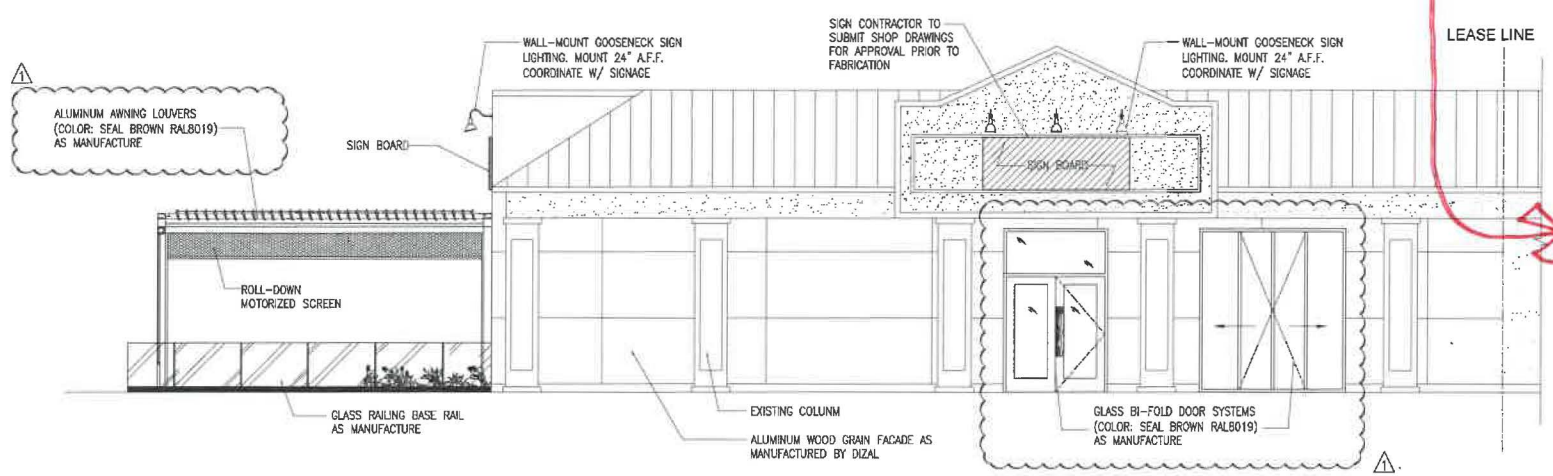 WALL-MOUNT GOOSENECK SIGN
LIGHTING. MOUNT 24" A.F.F.
COORDINATE W/ SIGNAGE
SIGN CONTRACTOR TO
SUBMIT SHOP DRAWINGS
FOR APPROVAL PRIOR TO
FABRICATION
WALL-MOUNT GOOSENECK SIGN
LIGHTING. MOUNT 24" A.F.F.
COORDINATE W/ SIGNAGE
LEASE LINE
1
ALUMINUM AWNING LOUVERS
(COLOR: SEAL BROWN RAL8019)
AS MANUFACTURE
SIGN BOARD
SIGN BOARD
ROLL-DOWN
MOTORIZED SCREEN
GLASS RAILING BASE RAIL
AS MANUFACTURE
EXISTING COLUNM
ALUMINUM WOOD GRAIN FACADE AS
MANUFACTURED BY DIZAL
GLASS BI-FOLD DOOR SYSTEMS
(COLOR: SEAL BROWN RAL8019)
AS MANUFACTURE
1